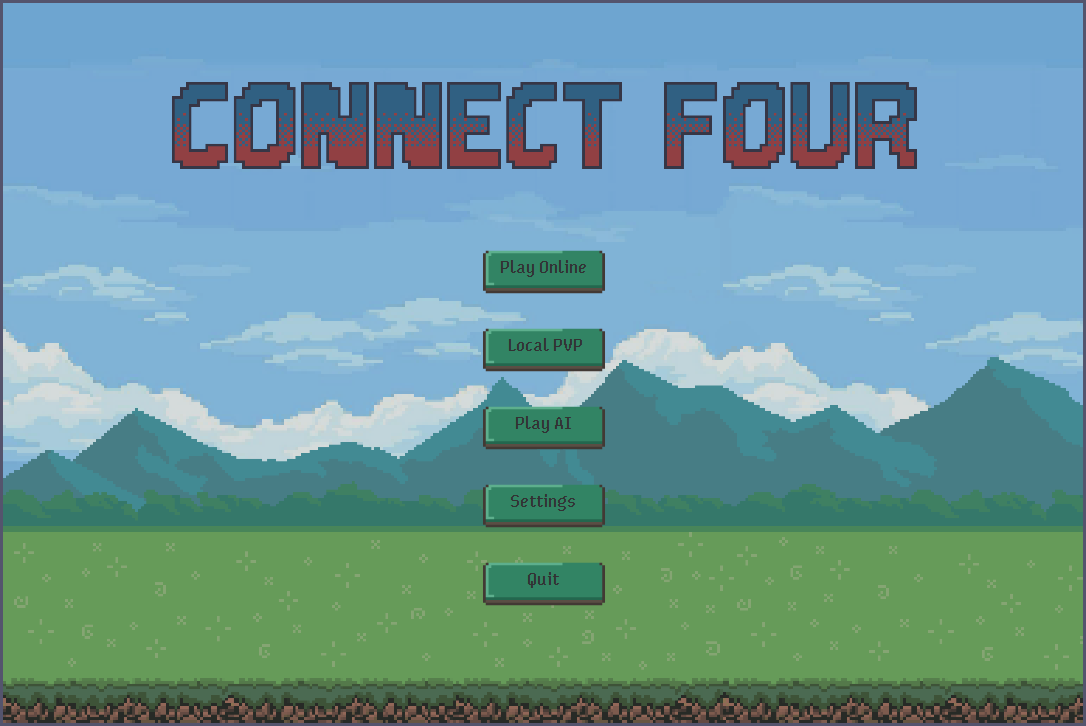 CONNECT FOUR
Play Online
Local PVP
Play AI
Settings
Quit